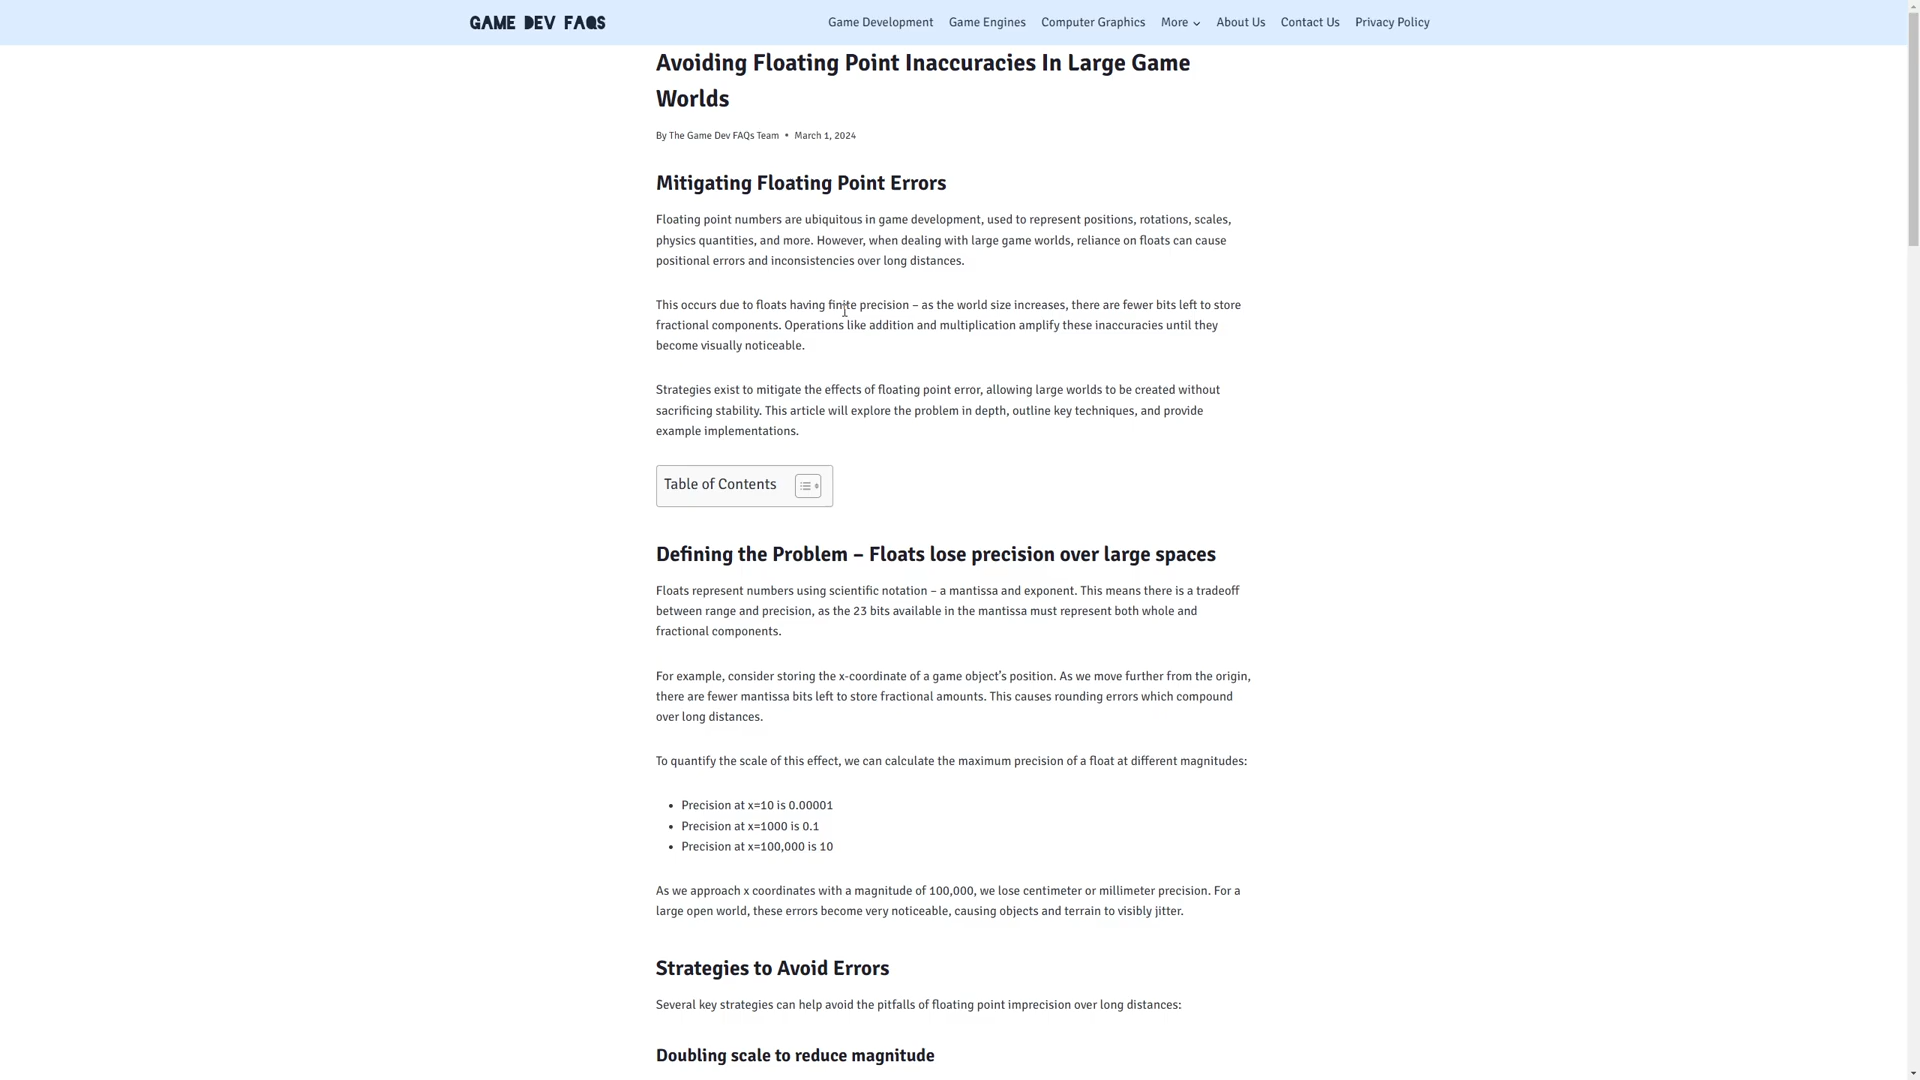 GAME DEV FAQS
Game Development Game Engines Computer Graphics More About Us Contact Us Privacy Policy
Avoiding Floating Point Inaccuracies In Large Game
Worlds
By The Game Dev FAQs Team • March 1, 2024
Mitigating Floating Point Errors
Floating point numbers are ubiquitous in game development, used to represent positions, rotations, scales,
physics quantities, and more. However, when dealing with large game worlds, reliance on floats can cause
positional errors and inconsistencies over long distances.
This occurs due to floats having finite precision – as the world size increases, there are fewer bits left to store
fractional components. Operations like addition and multiplication amplify these inaccuracies until they
become visually noticeable.
Strategies exist to mitigate the effects of floating point error, allowing large worlds to be created without
sacrificing stability. This article will explore the problem in depth, outline key techniques, and provide
example implementations.
Table of Contents
Defining the Problem – Floats lose precision over large spaces
Floats represent numbers using scientific notation – a mantissa and exponent. This means there is a tradeoff
between range and precision, as the 23 bits available in the mantissa must represent both whole and
fractional components.
For example, consider storing the x-coordinate of a game object's position. As we move further from the origin,
there are fewer mantissa bits left to store fractional amounts. This causes rounding errors which compound
over long distances.
To quantify the scale of this effect, we can calculate the maximum precision of a float at different magnitudes:
• Precision at x=10 is 0.00001
• Precision at x=1000 is 0.1
• Precision at x=100,000 is 10
As we approach x coordinates with a magnitude of 100,000, we lose centimeter or millimeter precision. For a
large open world, these errors become very noticeable, causing objects and terrain to visibly jitter.
Strategies to Avoid Errors
Several key strategies can help avoid the pitfalls of floating point imprecision over long distances:
Doubling scale to reduce magnitude